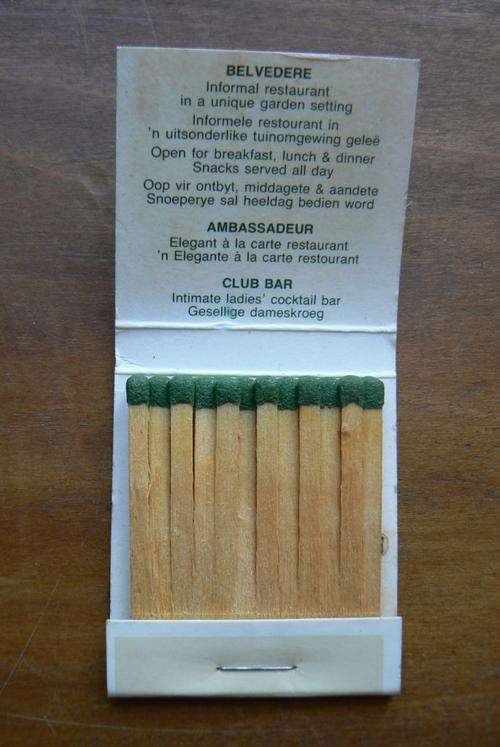 BELVEDERE
Informal restaurant
in a unique garden setting
Informele restourant in
'n uitsonderlike tuinomgewing geleë
Open for breakfast, lunch & dinner
Snacks served all day
Oop vir ontbyt, middagete & aandete
Snoeperye sal heeldag bedien word
AMBASSADEUR
Elegant à la carte restaurant
'n Elegante à la carte restourant
CLUB BAR
Intimate ladies' cocktail bar
Gesellige dameskroeg